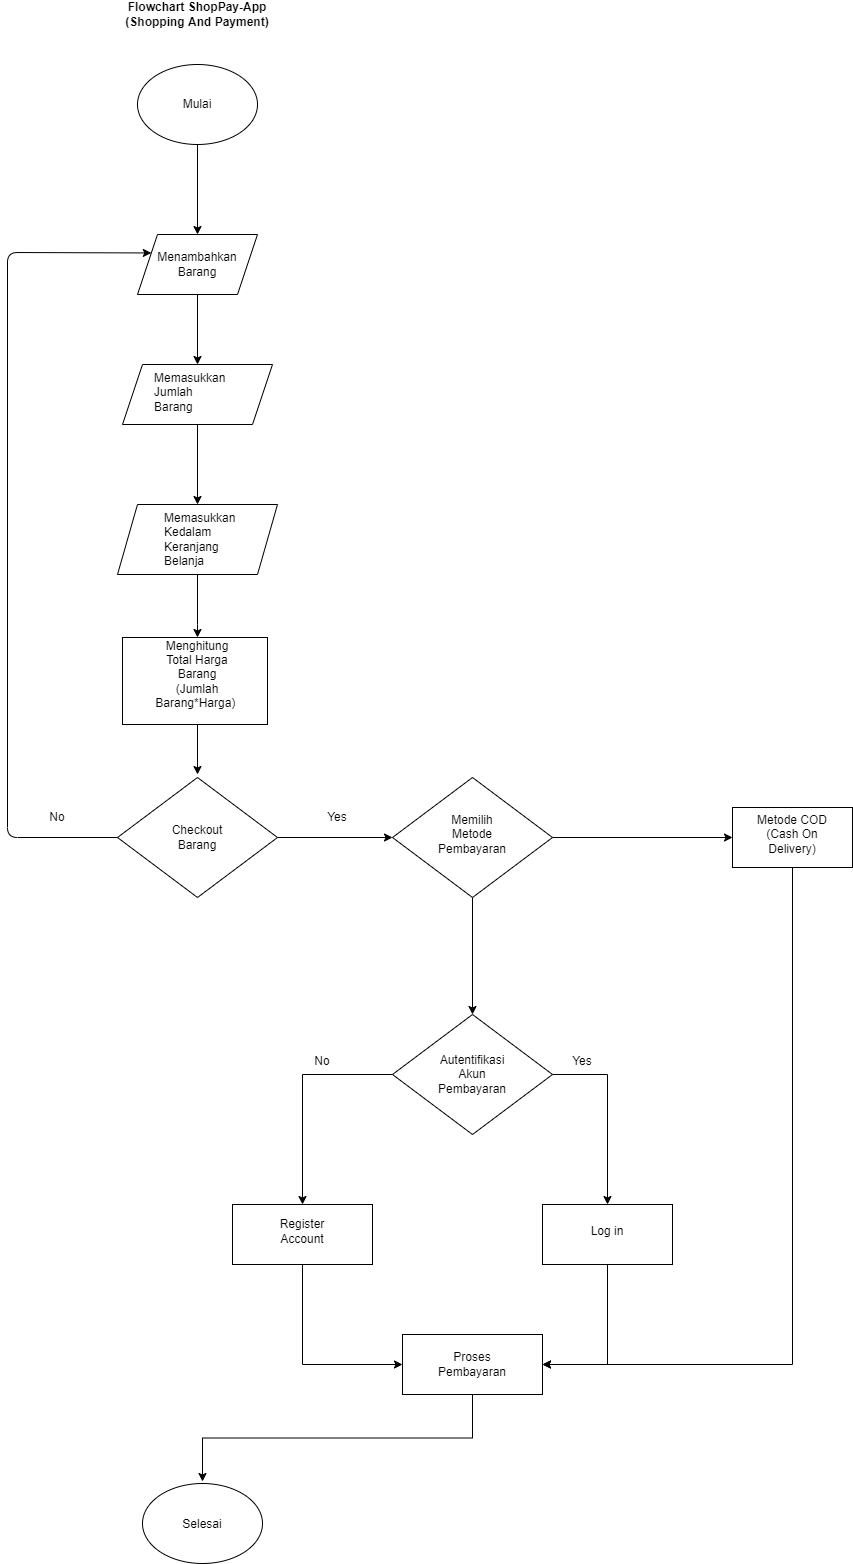 Flowchart ShopPay-App
(Shopping And Payment)
Mulai
Menambahkan
Barang
Memasukkan
Jumlah
Barang
Memasukkan
Kedalam
Keranjang
Belanja
Menghitung
Total Harga
Barang
(Jumlah
Barang*Harga)
No
Checkout
Barang
Yes
Memilih
Metode
Pembayaran
Metode COD
(Cash On
Delivery)
No
Autentifikasi
Akun
Pembayaran
Yes
Register
Account
Log in
Proses
Pembayaran
Selesai